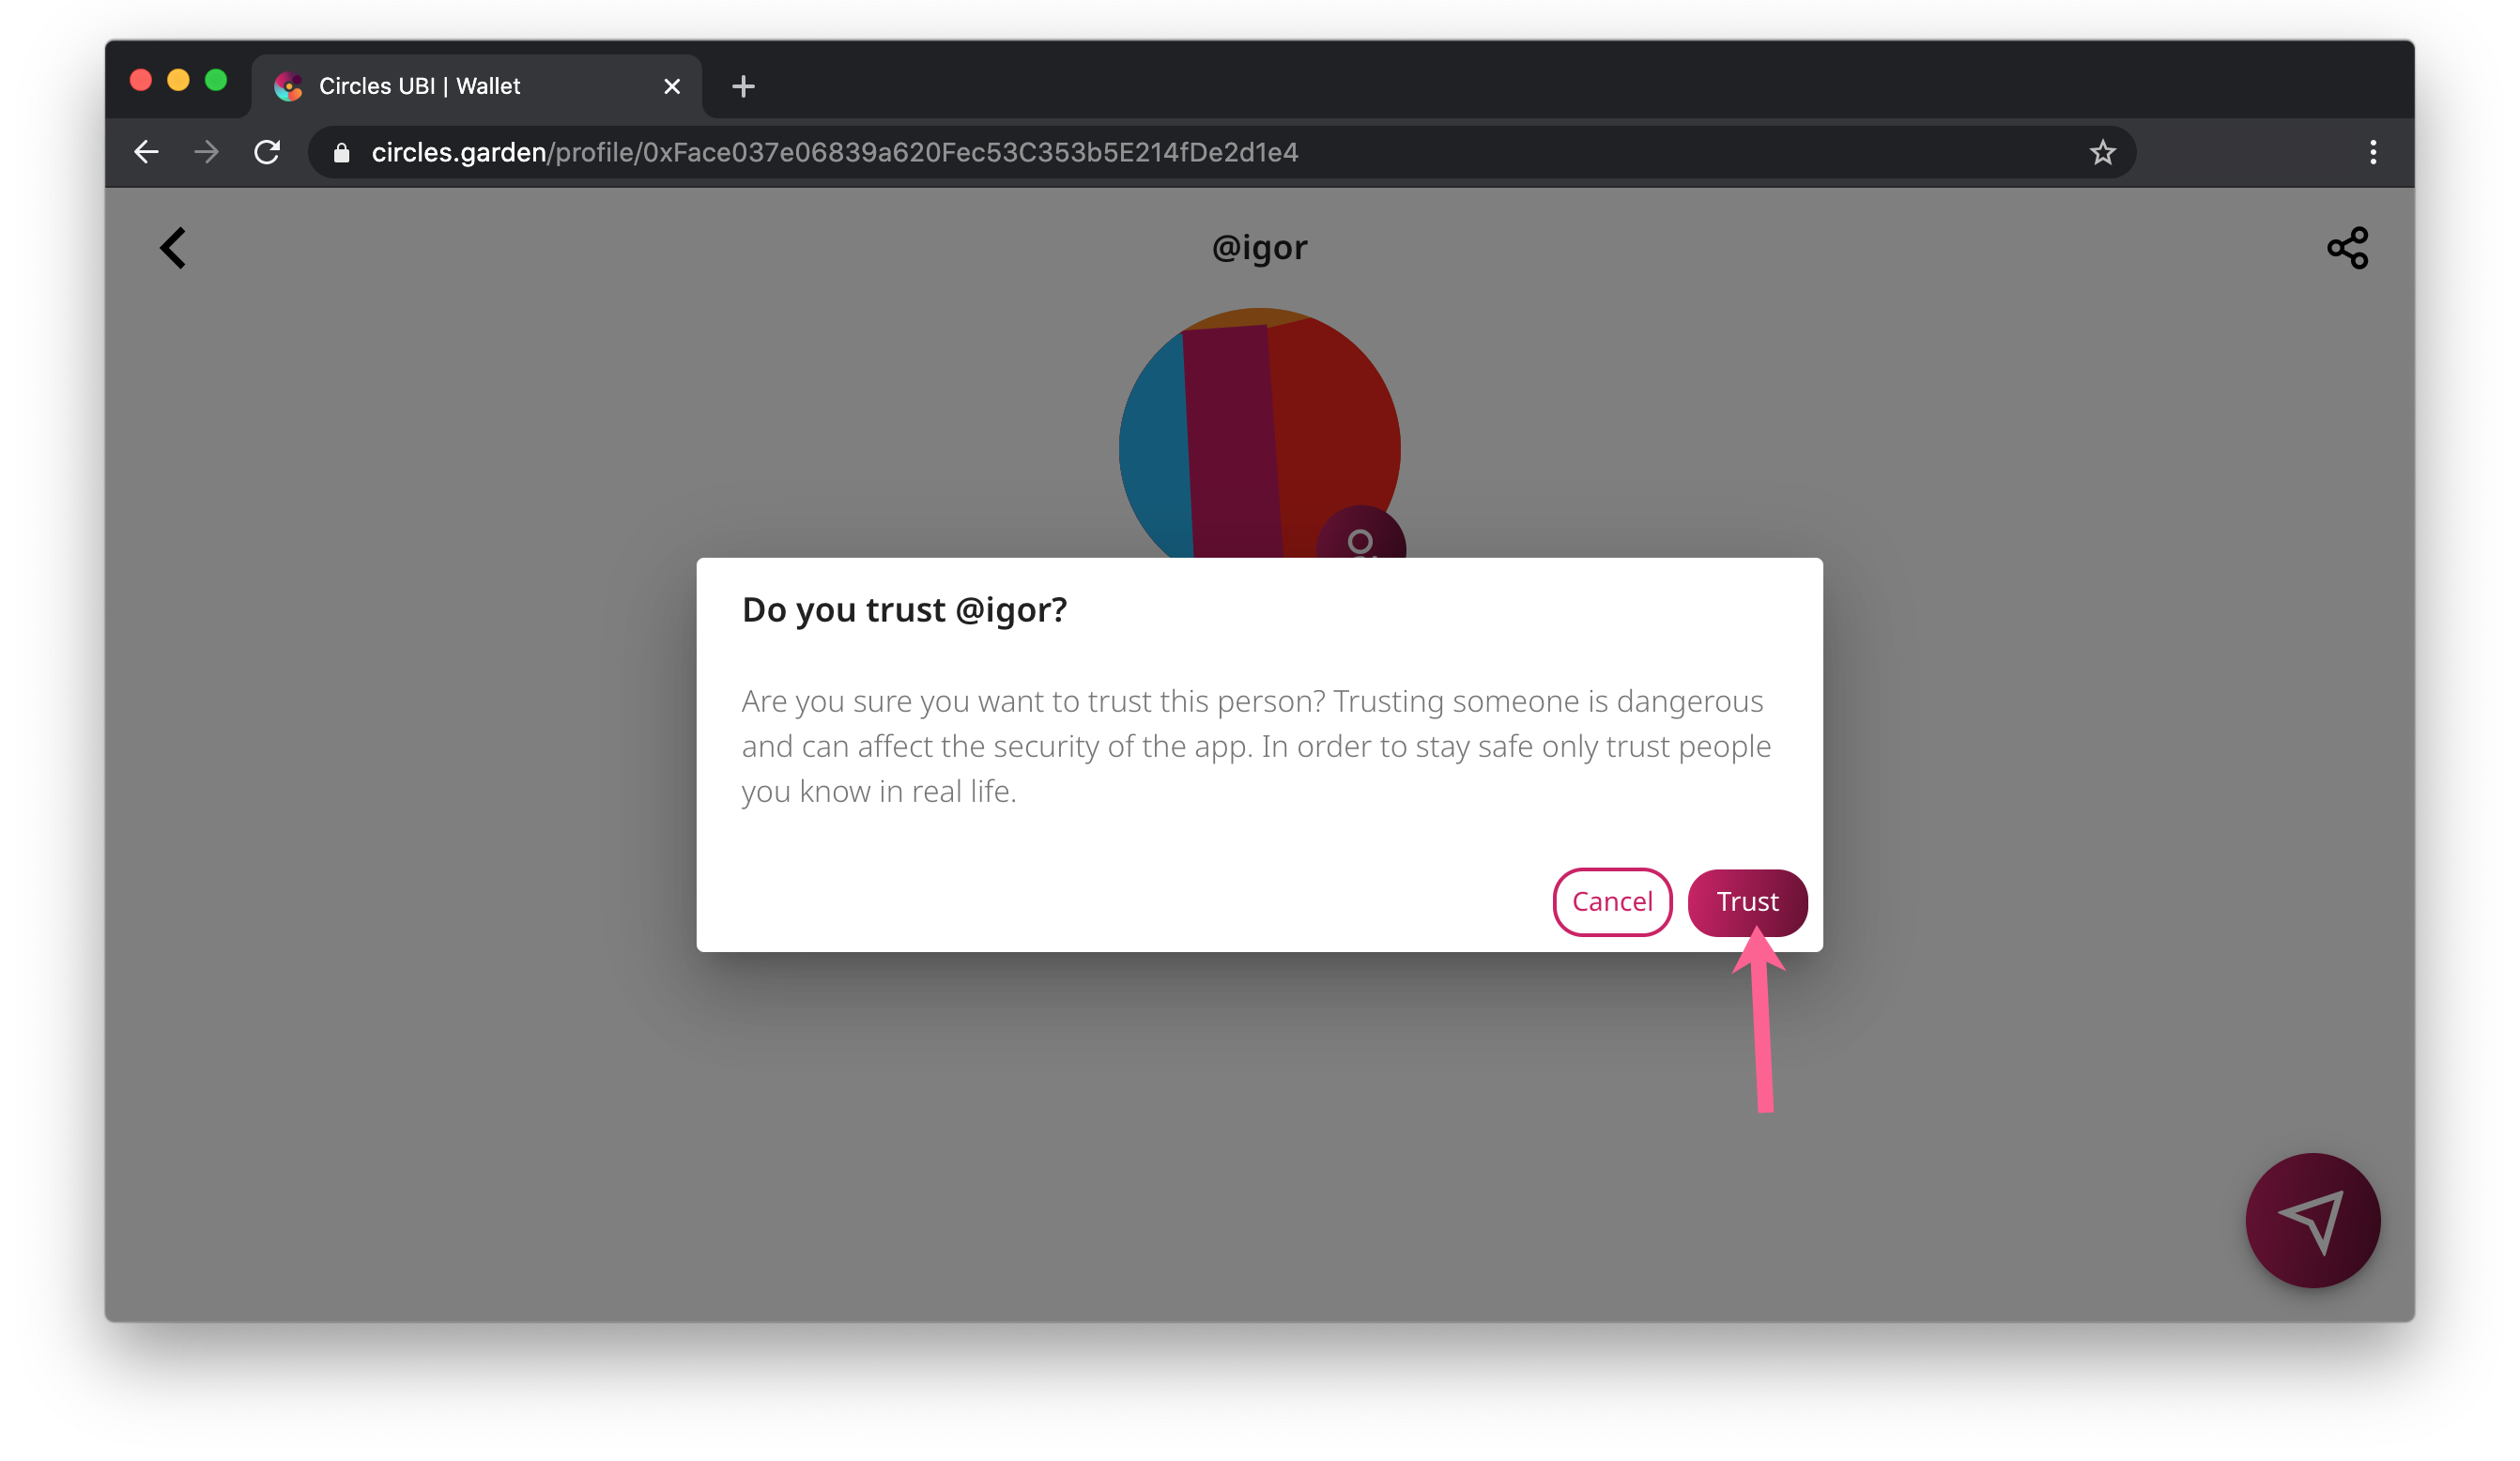 Circles UBI | Wallet
circles.garden/profile/0xFace037e06839a620Fec53C353b5E214fDe2d1e4
@igor
Do you trust @igor?
Are you sure you want to trust this person? Trusting someone is dangerous
and can affect the security of the app. In order to stay safe only trust people
you know in real life.
Cancel
Trust